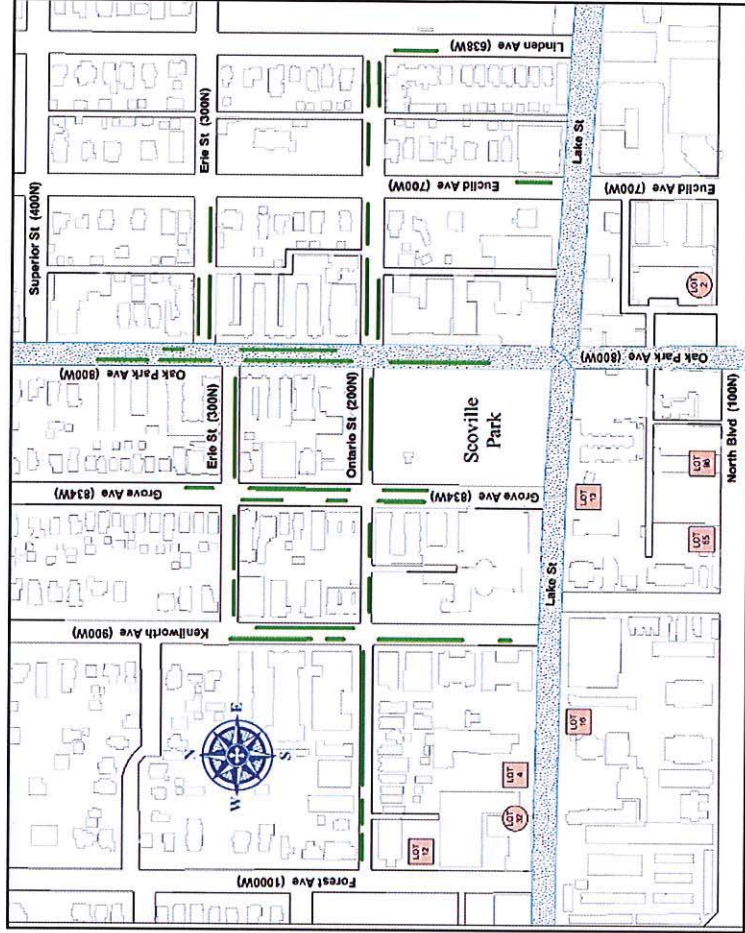 Superior St (400N)
Erie St (300N)
Linden Ave (638W)
Euclid Ave (700W)
Lake St
Euclid Ave (700W)
LOT
2
Oak Park Ave (800W)
Oak Park Ave (800W)
North Blvd (100N)
Erie St (300N)
Ontario St (200N)
Scoville
Park
Grove Ave (834W)
Grove Ave (834W)
LOT
13
LOT
96
LOT
65
Lake St
Kenilworth Ave (900W)
N
E
S
W
LOT
16
LOT
4
LOT
32
LOT
12
Forest Ave (1000W)